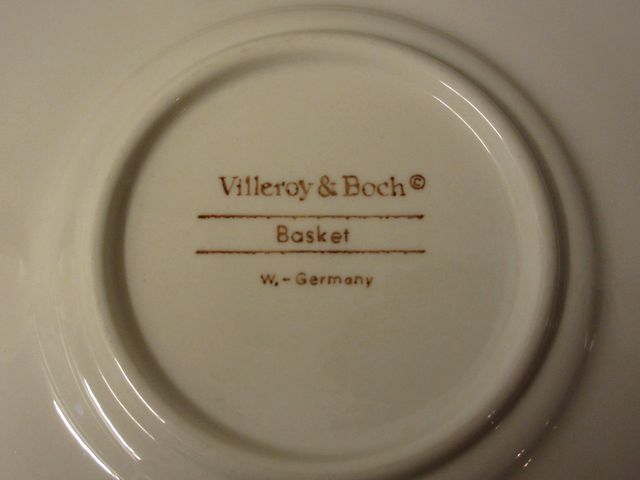 Villeroy & Boch©
Basket
W.-Germany